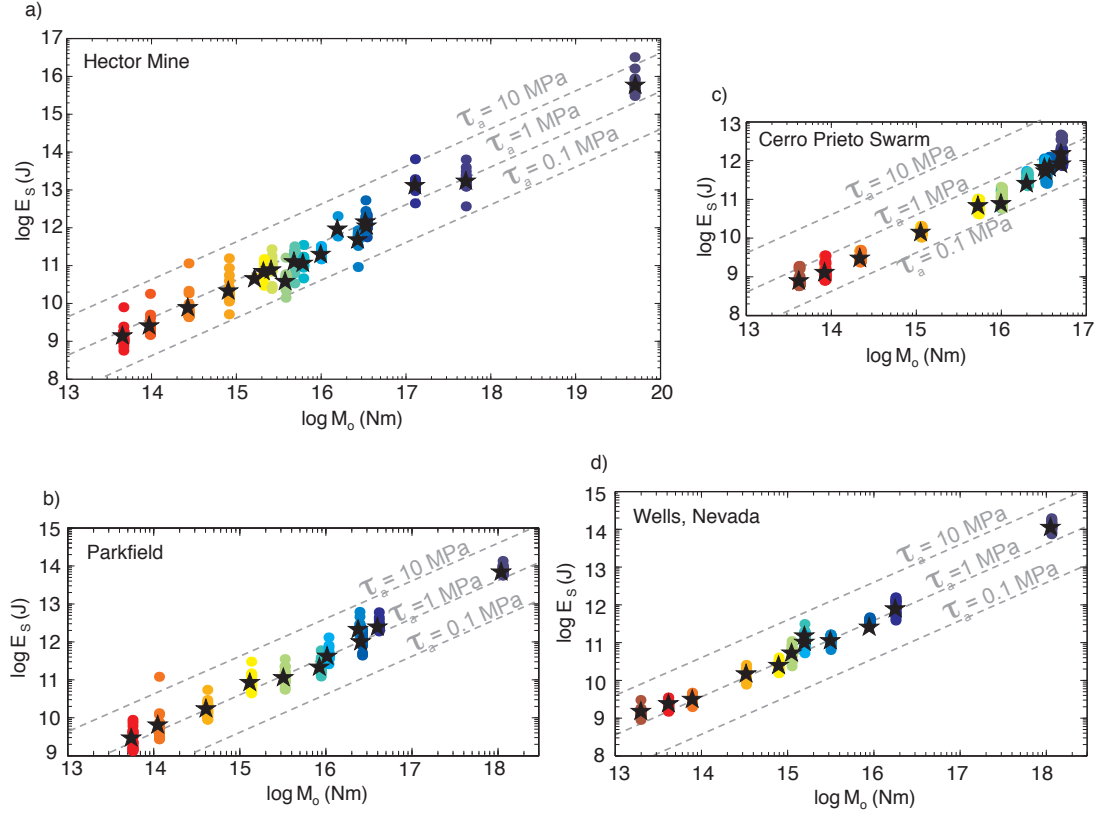 a)
17
16
15
14
13
12
11
10
9
8
log E_S (J)
Hector Mine
τ_a = 10 MPa
τ_a =1 MPa
τ_a = 0.1 MPa
13 14 15 16 17 18 19 20
log M_o (Nm)
c)
13
12
11
10
9
8
log E_S (J)
Cerro Prieto Swarm
τ_a = 10 MPa
τ_a = 1 MPa
τ_a = 0.1 MPa
14 15 16 17
log M_o (Nm)
b)
15
14
13
12
11
10
9
log E_S (J)
Parkfield
τ_a = 10 MPa
τ_a =1 MPa
τ_a = 0.1 MPa
13 14 15 16 17 18
log M_o (Nm)
d)
15
14
13
12
11
10
9
8
log E_S (J)
Wells, Nevada
τ_a = 10 MPa
τ_a = 1 MPa
τ_a = 0.1 MPa
13 14 15 16 17 18
log M_o (Nm)